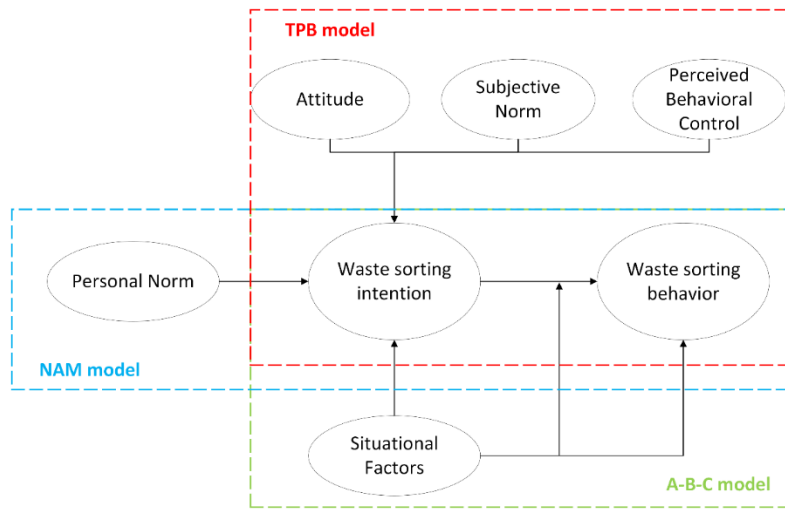 TPB model
Attitude
Subjective
Norm
Perceived
Behavioral
Control
Personal Norm
Waste sorting
intention
Waste sorting
behavior
NAM model
Situational
Factors
A-B-C model